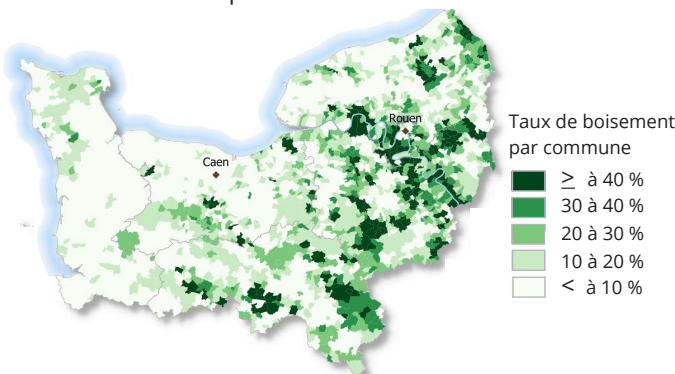 Rouen
Caen
Taux de boisement
par commune
≥ à 40 %
30 à 40 %
20 à 30 %
10 à 20 %
< à 10 %